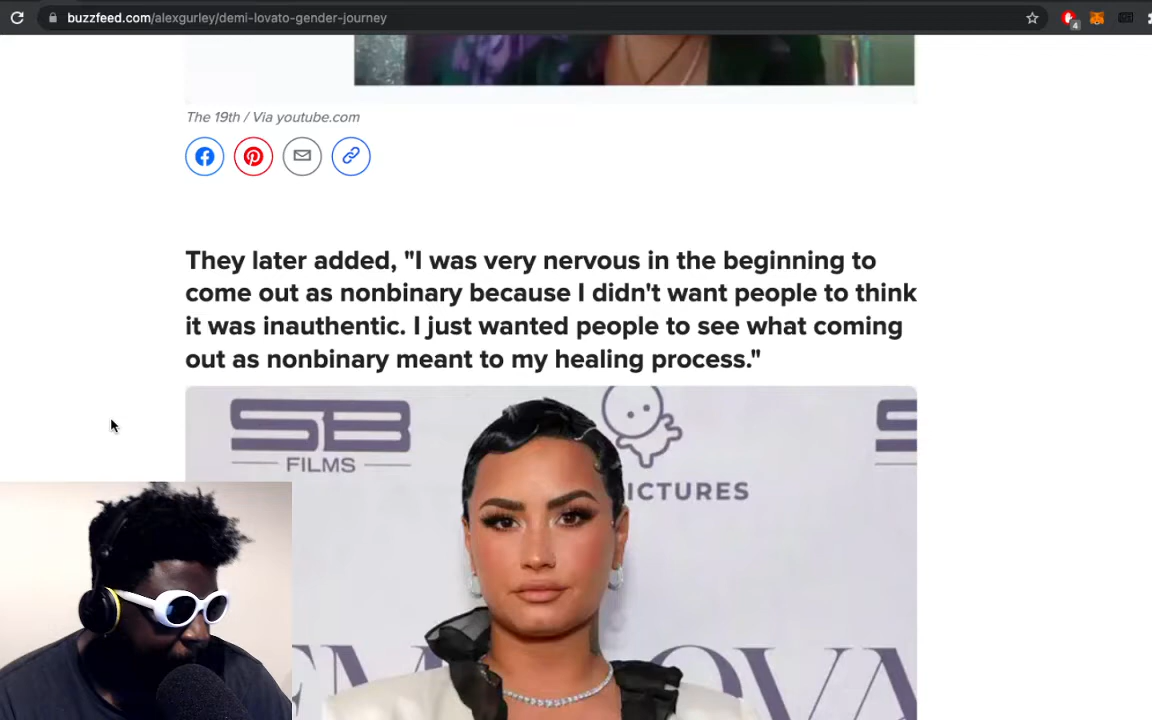 buzzfeed.com/alexgurley/demi-lovato-gender-journey
4
The 19th / Via youtube.com
They later added, "I was very nervous in the beginning to
come out as nonbinary because I didn't want people to think
it was inauthentic. I just wanted people to see what coming
out as nonbinary meant to my healing process."
SB
FILMS
ICTURES